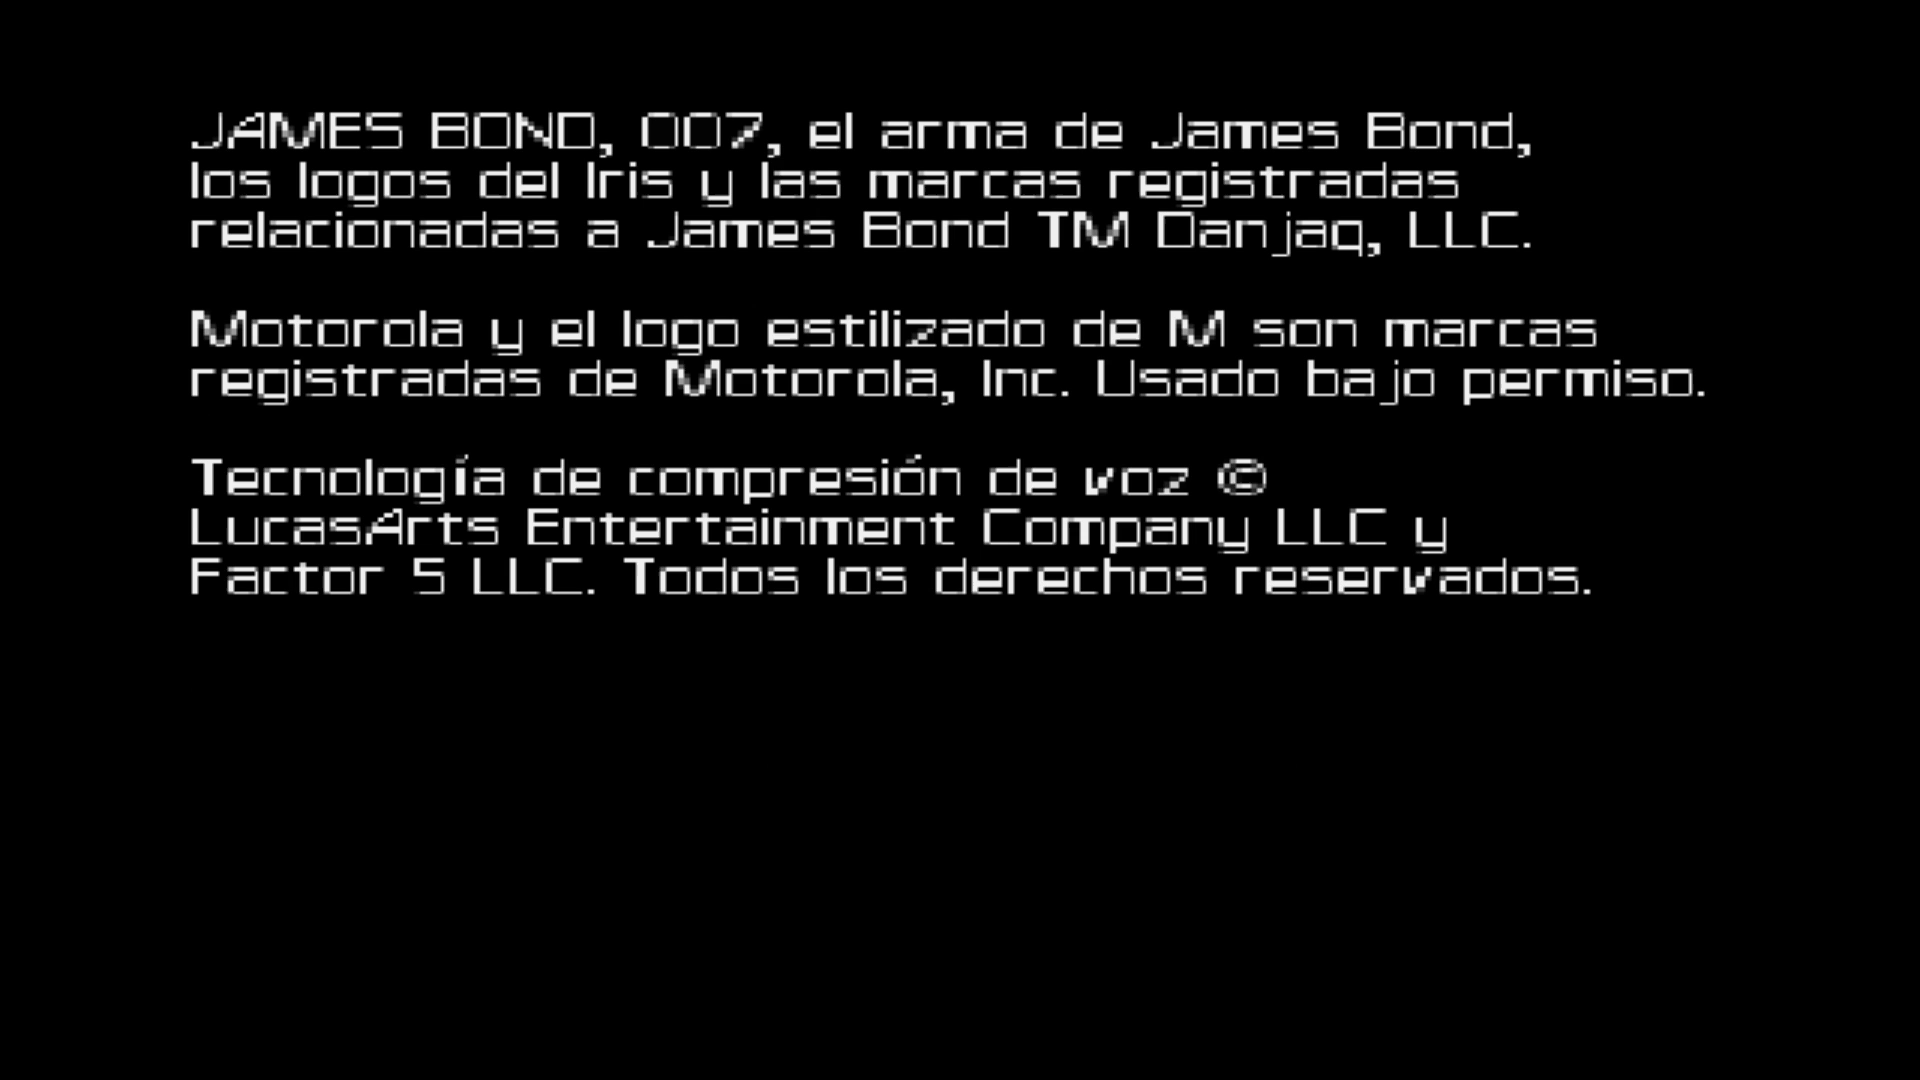 JAMES BOND, 007, el arma de James Bond,
los logos del Iris y las marcas registradas
relacionadas a James Bond TM Danjaq, LLC.
Motorola y el logo estilizado de M son marcas
registradas de Motorola, Inc. Usado bajo permiso.
Tecnología de compresión de voz ©
LucasArts Entertainment Company LLC y
Factor 5 LLC. Todos los derechos reservados.